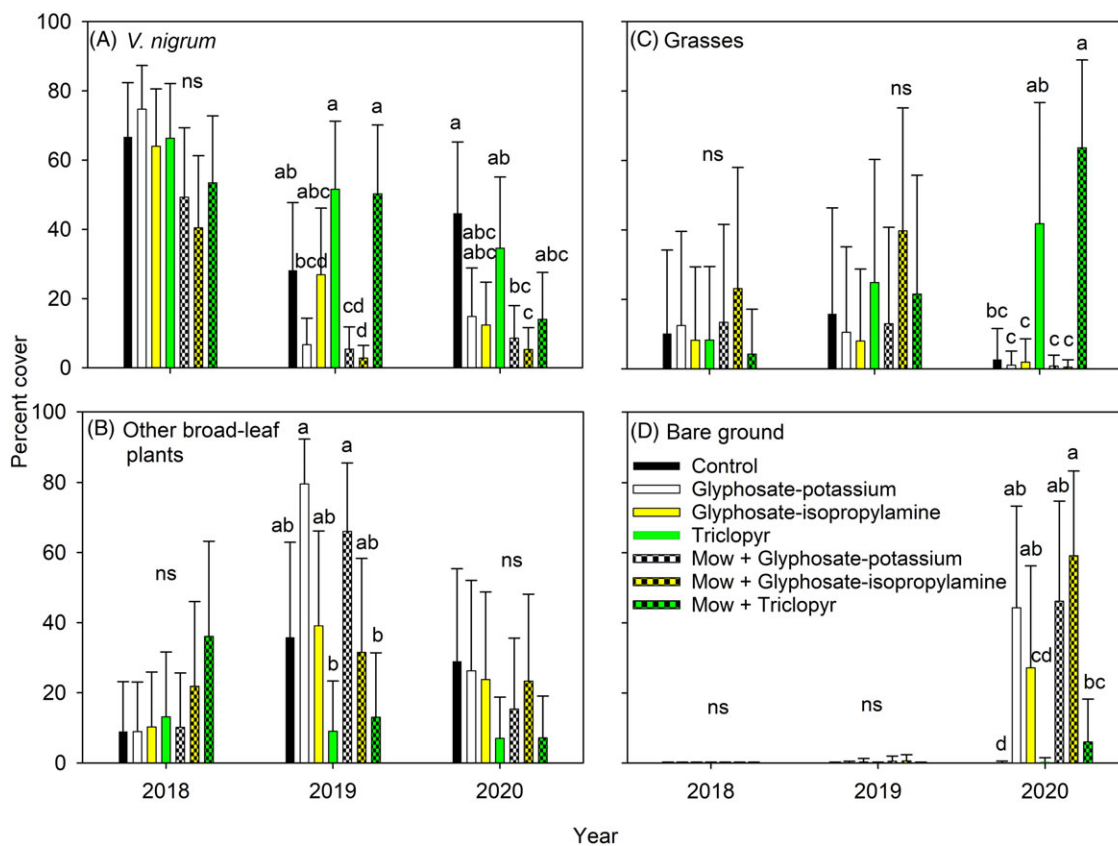 Percent cover
(A) V. nigrum
100
80
60
40
20
0
ns
ab
bcd
abc
a
cd
d
a
a
abc
abc
ab
bc
c
abc
(C) Grasses
ns
ns
bc
c
c
ab
c
c
a
(B) Other broad-leaf
plants
100
80
60
40
20
0
ns
ab
a
ab
b
a
ab
b
ns
2018
2019
2020
(D) Bare ground
Control
Glyphosate-potassium
Glyphosate-isopropylamine
Triclopyr
Mow + Glyphosate-potassium
Mow + Glyphosate-isopropylamine
Mow + Triclopyr
ns
ns
d
ab
ab
cd
ab
a
bc
2018
2019
2020
Year